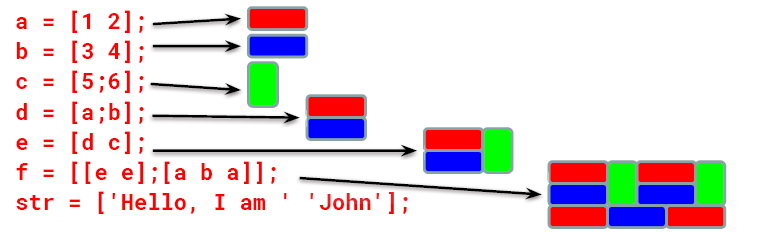 a = [1 2];
b = [3 4];
c = [5;6];
d = [a;b];
e = [d c];
f = [[e e];[a b a]];
str = ['Hello, I am ' 'John'];